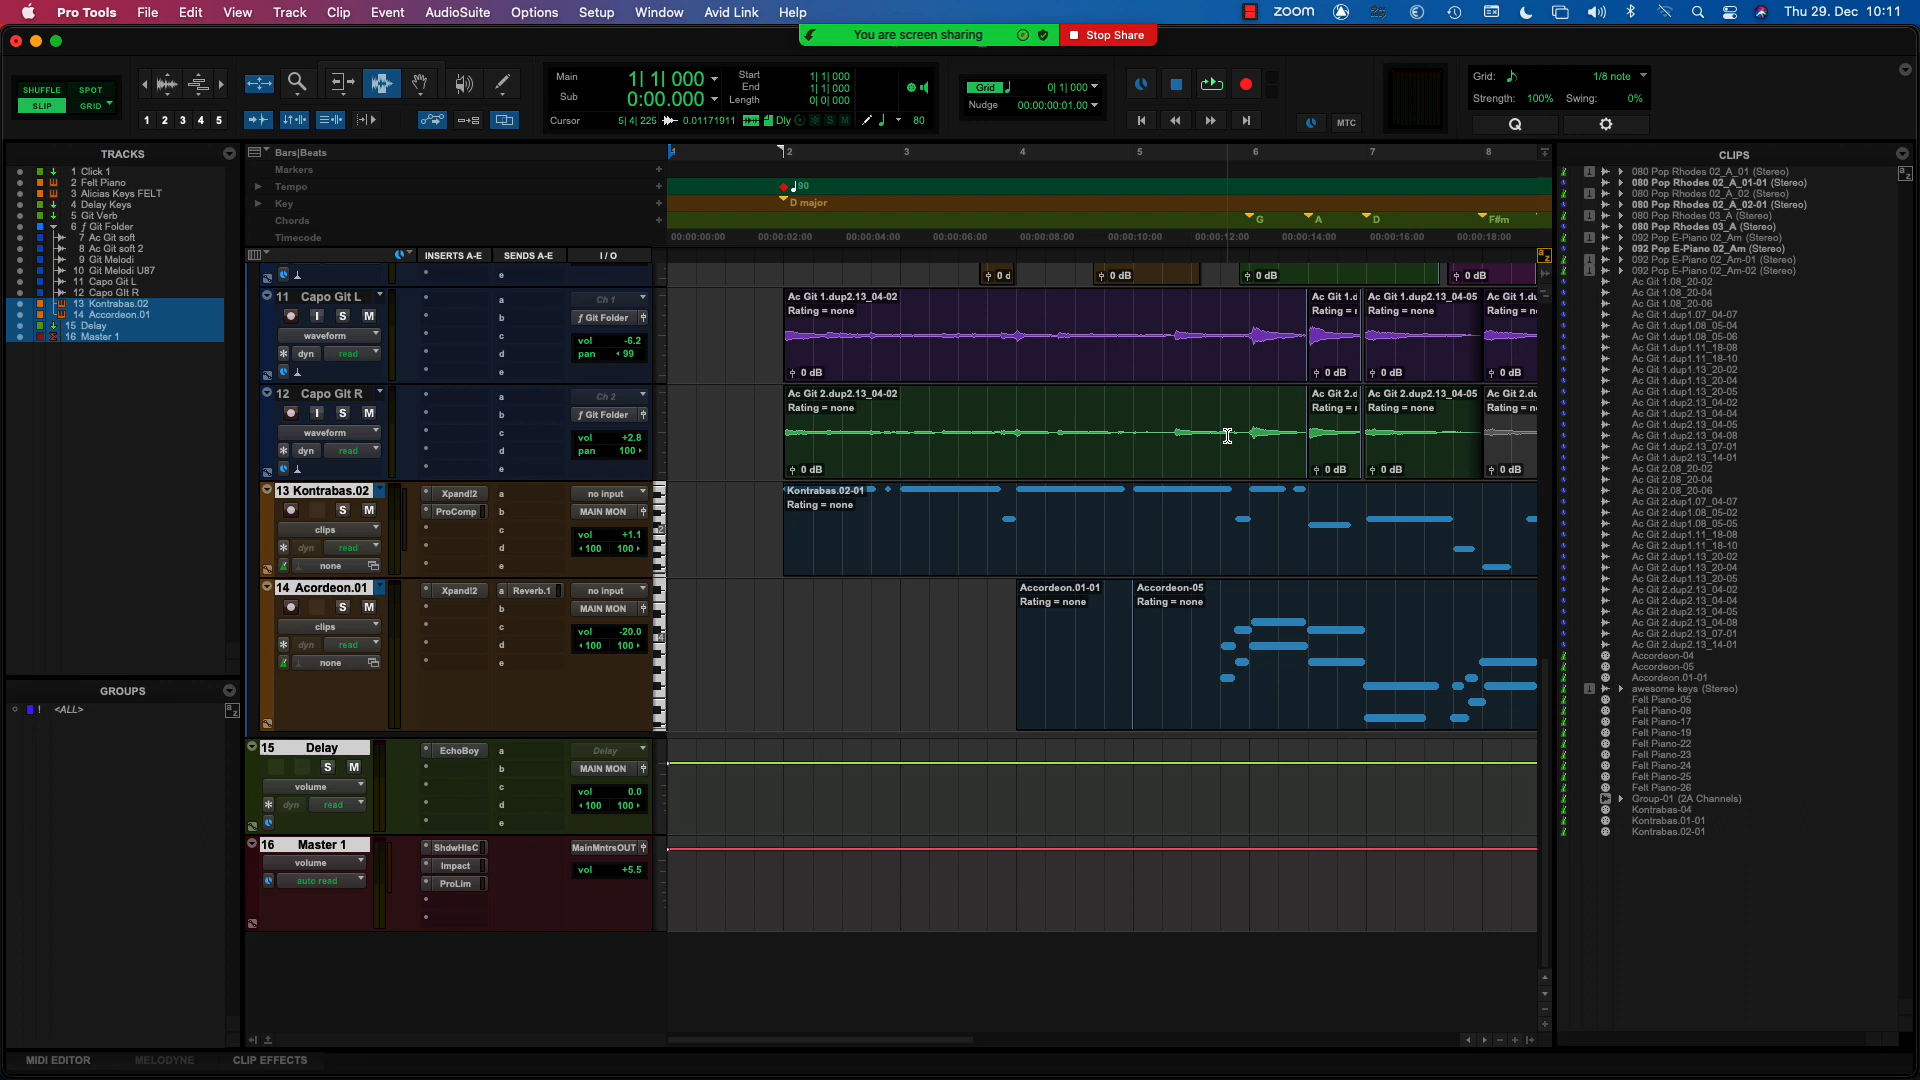 Pro Tools File Edit View Track Clip Event AudioSuite Options Setup Window Avid Link Help zoom Thu 29. Dec 10:11
You are screen sharing Stop Share
SHUFFLE SPOT
SLIP GRID
1 2 3 4 5
Main 1| 1| 000
Sub 0:00.000
Start 1| 1| 000
End 1| 1| 000
Length 0| 0| 000
Cursor 5| 4| 225 0.01171911 Dly S M 80
Grid 0| 1| 000
Nudge 00:00:00:01.00
MTC
Grid: 1/8 note
Strength: 100% Swing: 0%
Q
TRACKS
1 Click 1
2 Felt Piano
3 Alicias Keys FELT
4 Delay Keys
5 Git Verb
6 ƒ Git Folder
7 Ac Git soft
8 Ac Git soft 2
9 Git Melodi
10 Git Melodi U87
11 Capo Git L
12 Capo GIt R
13 Kontrabas.02
14 Accordeon.01
15 Delay
16 Master 1
GROUPS
! <ALL>
Bars|Beats 1 2 3 4 5 6 7 8
Markers
Tempo 90
Key D major
Chords G A D F#m
Timecode 00:00:00:00 00:00:02:00 00:00:04:00 00:00:06:00 00:00:08:00 00:00:10:00 00:00:12:00 00:00:14:00 00:00:16:00 00:00:18:00
INSERTS A-E SENDS A-E I / O
e 0 d 0 dB 0 dB 0 dB
11 Capo Git L a Ch 1
I S M b ƒ Git Folder
waveform c vol -6.2
dyn read d pan 99
e
Ac Git 1.dup2.13_04-02 Ac Git 1.d Ac Git 1.dup2.13_04-05 Ac Git 1.du
Rating = none Rating = r Rating = none Rating = n
0 dB 0 dB 0 dB 0 dB
12 Capo GIt R a Ch 2
I S M b ƒ Git Folder
waveform c vol +2.8
dyn read d pan 100
e
Ac Git 2.dup2.13_04-02 Ac Git 2.d Ac Git 2.dup2.13_04-05 Ac Git 2.du
Rating = none Rating = r Rating = none Rating = n
0 dB 0 dB 0 dB 0 dB
13 Kontrabas.02 Xpand!2 a no input
S M ProComp b MAIN MON
clips c vol +1.1
dyn read d 100 100
none e
2
Kontrabas.02-01
Rating = none
14 Acordeon.01 Xpand!2 a Reverb.1 no input
S M b MAIN MON
clips c vol -20.0
dyn read d 100 100
none e
4
Accordeon.01-01 Accordeon-05
Rating = none Rating = none
15 Delay EchoBoy a Delay
S M b MAIN MON
volume c vol 0.0
dyn read d 100 100
e
16 Master 1 ShdwHlsC MainMntrsOUT
volume Impact vol +5.5
auto read ProLim
CLIPS
080 Pop Rhodes 02_A_01 (Stereo)
080 Pop Rhodes 02_A_01-01 (Stereo)
080 Pop Rhodes 02_A_02 (Stereo)
080 Pop Rhodes 02_A_02-01 (Stereo)
080 Pop Rhodes 03_A (Stereo)
080 Pop Rhodes 03_A (Stereo)
092 Pop E-Piano 02_Am (Stereo)
092 Pop E-Piano 02_Am (Stereo)
092 Pop E-Piano 02_Am-01 (Stereo)
092 Pop E-Piano 02_Am-02 (Stereo)
Ac Git 1.08_20-02
Ac Git 1.08_20-04
Ac Git 1.08_20-06
Ac Git 1.dup1.07_04-07
Ac Git 1.dup1.08_05-04
Ac Git 1.dup1.08_05-06
Ac Git 1.dup1.11_18-08
Ac Git 1.dup1.11_18-10
Ac Git 1.dup1.13_20-02
Ac Git 1.dup1.13_20-04
Ac Git 1.dup1.13_20-05
Ac Git 1.dup2.13_04-02
Ac Git 1.dup2.13_04-04
Ac Git 1.dup2.13_04-05
Ac Git 1.dup2.13_04-08
Ac Git 1.dup2.13_07-01
Ac Git 1.dup2.13_14-01
Ac Git 2.08_20-02
Ac Git 2.08_20-04
Ac Git 2.08_20-06
Ac Git 2.dup1.07_04-07
Ac Git 2.dup1.08_05-02
Ac Git 2.dup1.08_05-05
Ac Git 2.dup1.11_18-08
Ac Git 2.dup1.11_18-10
Ac Git 2.dup1.13_20-02
Ac Git 2.dup1.13_20-04
Ac Git 2.dup1.13_20-05
Ac Git 2.dup2.13_04-02
Ac Git 2.dup2.13_04-04
Ac Git 2.dup2.13_04-05
Ac Git 2.dup2.13_04-08
Ac Git 2.dup2.13_07-01
Ac Git 2.dup2.13_14-01
Accordeon-04
Accordeon-05
Accordeon.01-01
awesome keys (Stereo)
Felt Piano-05
Felt Piano-08
Felt Piano-17
Felt Piano-19
Felt Piano-22
Felt Piano-23
Felt Piano-24
Felt Piano-25
Felt Piano-26
Group-01 (2A Channels)
Kontrabas-04
Kontrabas.01-01
Kontrabas.02-01
MIDI EDITOR MELODYNE CLIP EFFECTS